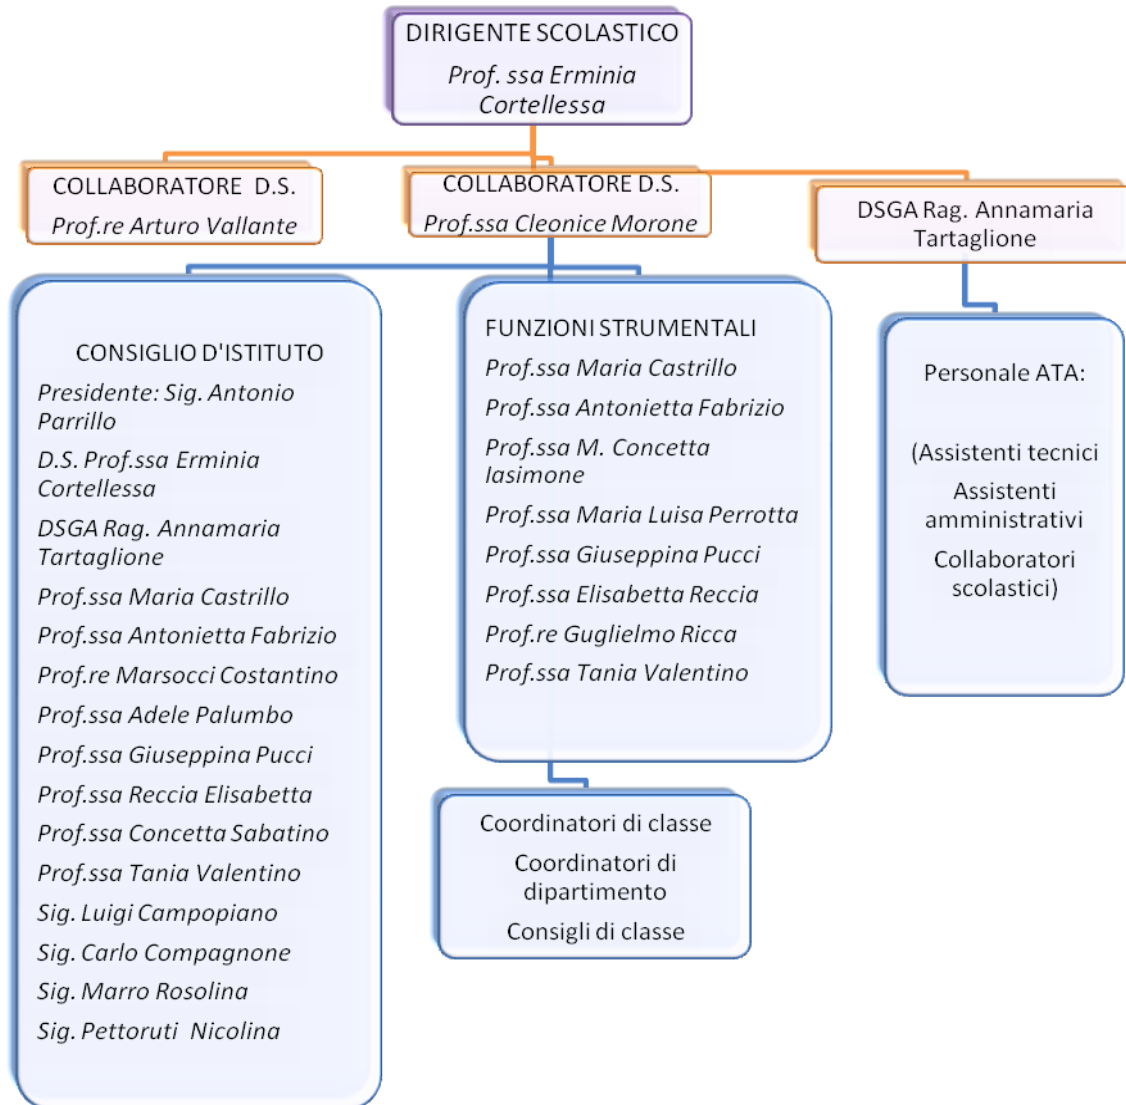 DIRIGENTE SCOLASTICO
Prof. ssa Erminia
Cortellessa
COLLABORATORE D.S.
Prof.re Arturo Vallante
COLLABORATORE D.S.
Prof.ssa Cleonice Morone
DSGA Rag. Annamaria
Tartaglione
CONSIGLIO D'ISTITUTO
Presidente: Sig. Antonio
Parrillo
D.S. Prof.ssa Erminia
Cortellessa
DSGA Rag. Annamaria
Tartaglione
Prof.ssa Maria Castrillo
Prof.ssa Antonietta Fabrizio
Prof.re Marsocci Costantino
Prof.ssa Adele Palumbo
Prof.ssa Giuseppina Pucci
Prof.ssa Reccia Elisabetta
Prof.ssa Concetta Sabatino
Prof.ssa Tania Valentino
Sig. Luigi Campopiano
Sig. Carlo Compagnone
Sig. Marro Rosolina
Sig. Pettoruti Nicolina
FUNZIONI STRUMENTALI
Prof.ssa Maria Castrillo
Prof.ssa Antonietta Fabrizio
Prof.ssa M. Concetta
Iasimone
Prof.ssa Maria Luisa Perrotta
Prof.ssa Giuseppina Pucci
Prof.ssa Elisabetta Reccia
Prof.re Guglielmo Ricca
Prof.ssa Tania Valentino
Personale ATA:
(Assistenti tecnici
Assistenti
amministrativi
Collaboratori
scolastici)
Coordinatori di classe
Coordinatori di
dipartimento
Consigli di classe